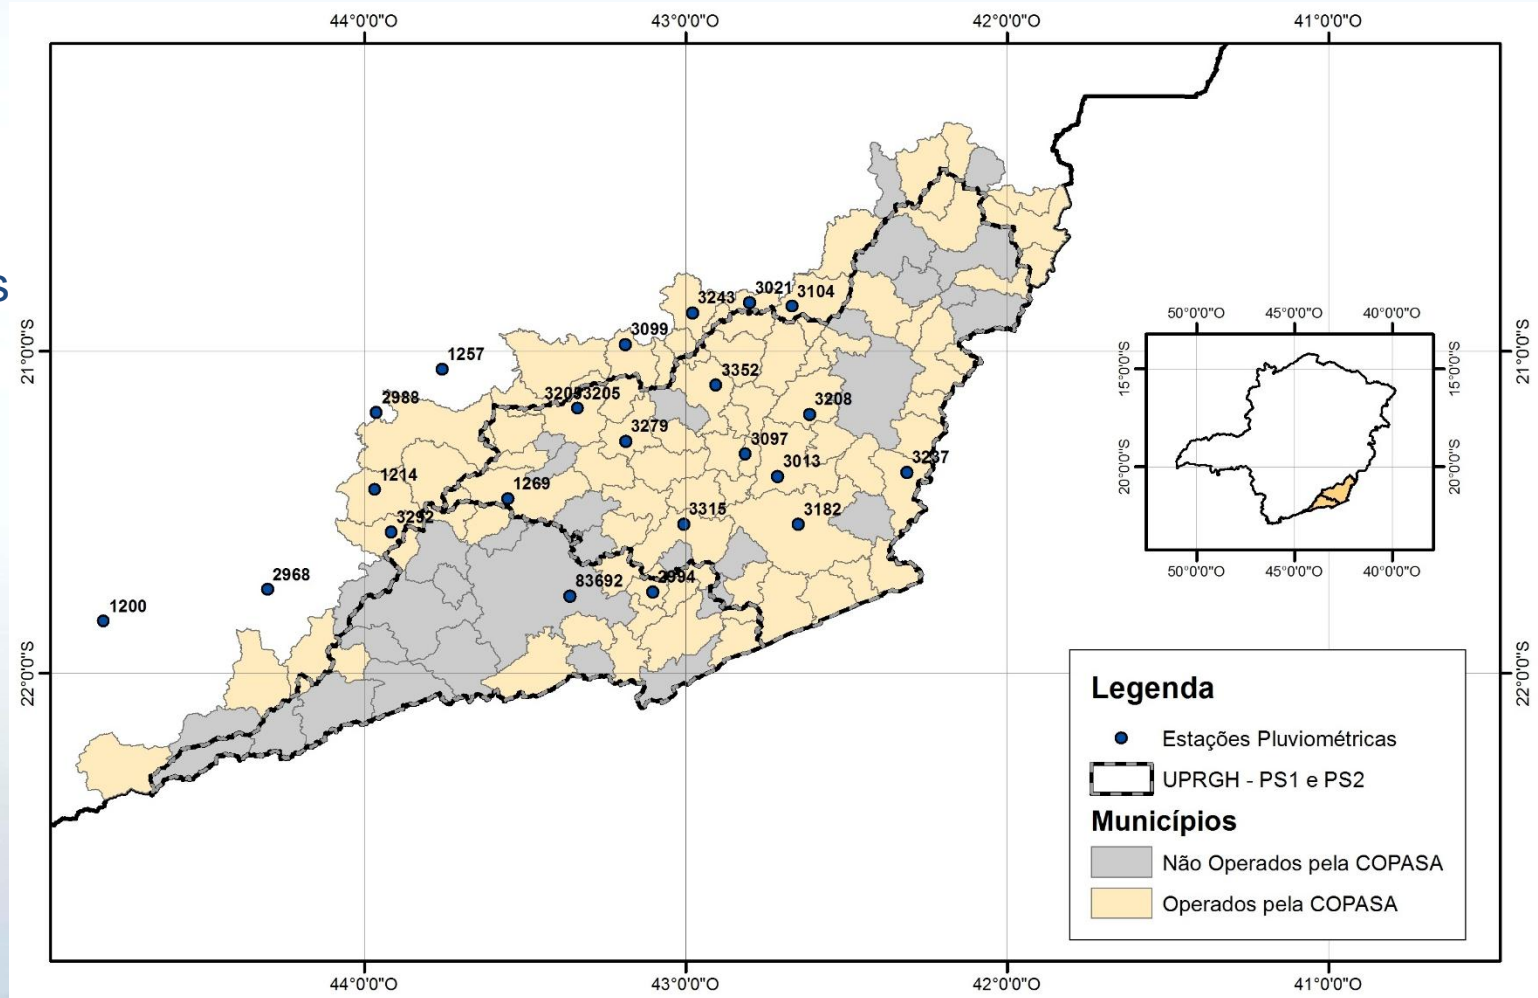 44°0'0"O 43°0'0"O 42°0'0"O 41°0'0"O
s
21°0'0"S
22°0'0"S
3243
3021
3104
3099
1257
3352
2988
32053205
3208
3279
3097
3013
3237
1214
1269
3292
3315
3182
2968
83692
2994
1200
50°0'0"O 45°0'0"O 40°0'0"O
15°0'0"S
20°0'0"S
15°0'0"S
20°0'0"S
50°0'0"O 45°0'0"O 40°0'0"O
21°0'0"S
22°0'0"S
Legenda
Estações Pluviométricas
UPRGH - PS1 e PS2
Municípios
Não Operados pela COPASA
Operados pela COPASA
44°0'0"O 43°0'0"O 42°0'0"O 41°0'0"O